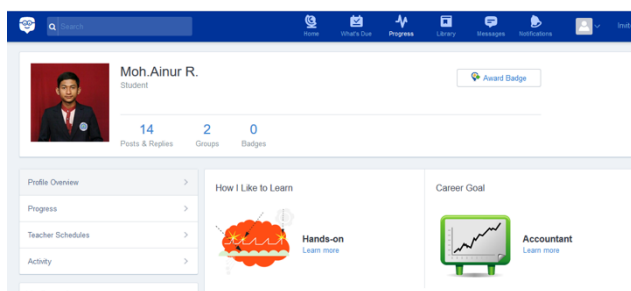 Search
Home
What's Due
Progress
Library
Messages
Notifications
Moh.Ainur R.
Student
Award Badge
14
Posts & Replies
2
Groups
0
Badges
Profile Overview
Progress
Teacher Schedules
Activity
How I Like to Learn
Hands-on
Learn more
Career Goal
Accountant
Learn more